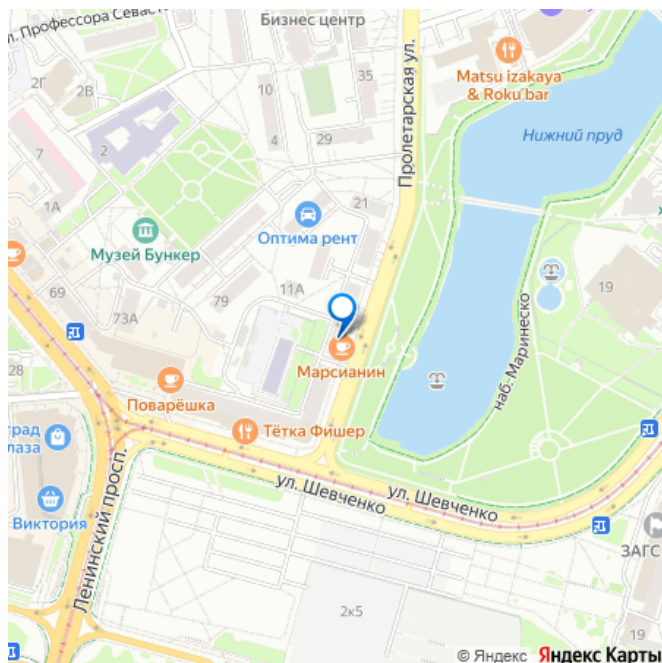 Бизнес центр
л. Профессора Севаст
35
10
2Г
2В
Matsu izakaya
& Roku bar
Пролетарская ул.
Нижний пруд
4
29
7
2
1А
21
Оптима рент
Музей Бункер
19
11А
69
79
73А
наб. Маринеско
Марсианин
28
Поварёшка
Тётка Фишер
град
лаза
ул. Шевченко
ул. Шевченко
Виктория
Ленинский просп.
ЗАГС
2к5
19
© Яндекс Яндекс Карты